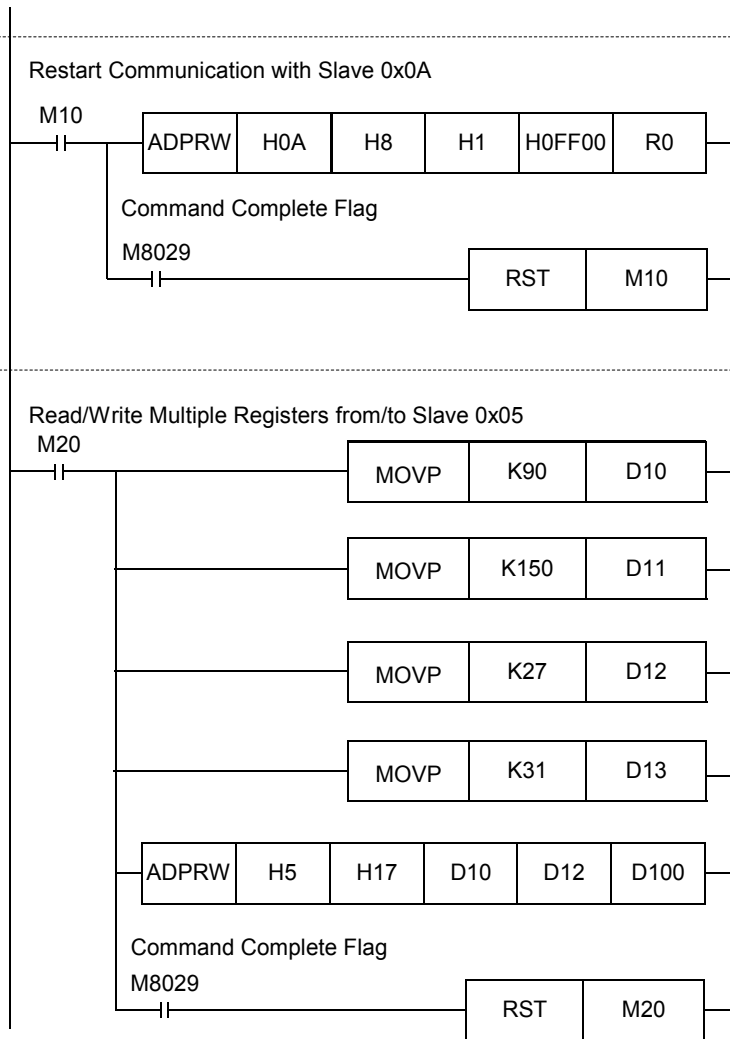 Restart Communication with Slave 0x0A
M10
ADPRW H0A H8 H1 H0FF00 R0
Command Complete Flag
M8029
RST M10
Read/Write Multiple Registers from/to Slave 0x05
M20
MOVP K90 D10
MOVP K150 D11
MOVP K27 D12
MOVP K31 D13
ADPRW H5 H17 D10 D12 D100
Command Complete Flag
M8029
RST M20